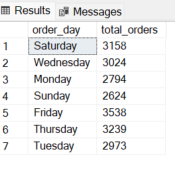 Results Messages
order_day total_orders
1 Saturday 3158
2 Wednesday 3024
3 Monday 2794
4 Sunday 2624
5 Friday 3538
6 Thursday 3239
7 Tuesday 2973